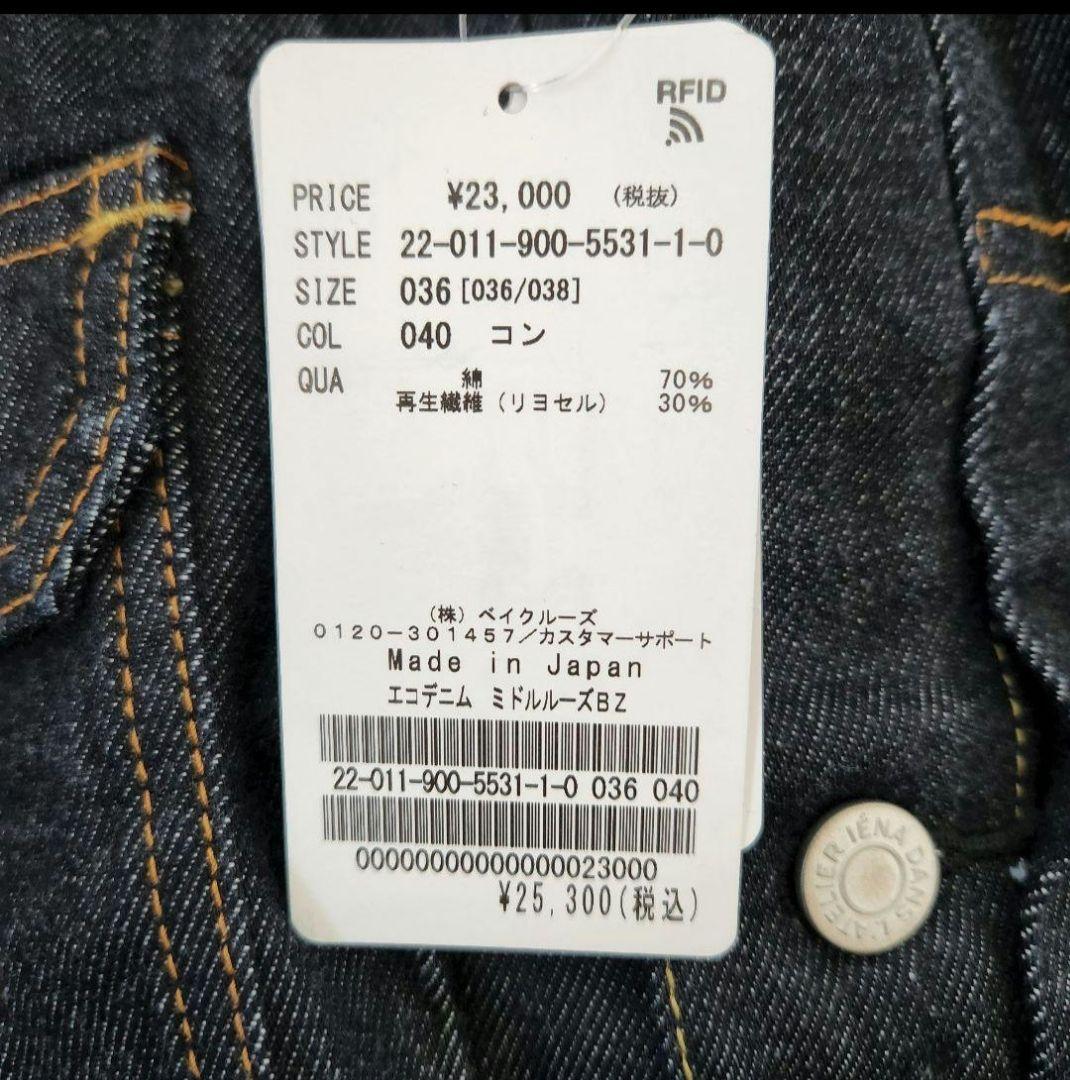 RFID
PRICE ¥23,000 (税抜)
STYLE 22-011-900-5531-1-0
SIZE 036 [036/038]
COL 040 コン
QUA 綿 70%
再生繊維(リヨセル) 30%
(株)ベイクルーズ
0120-301457/カスタマーサポート
Made in Japan
エコデニム ミドルルーズBZ
22-011-900-5531-1-0 036 040
00000000000000023000
¥25,300(税込)
L'ATELIER IÉNA DANS